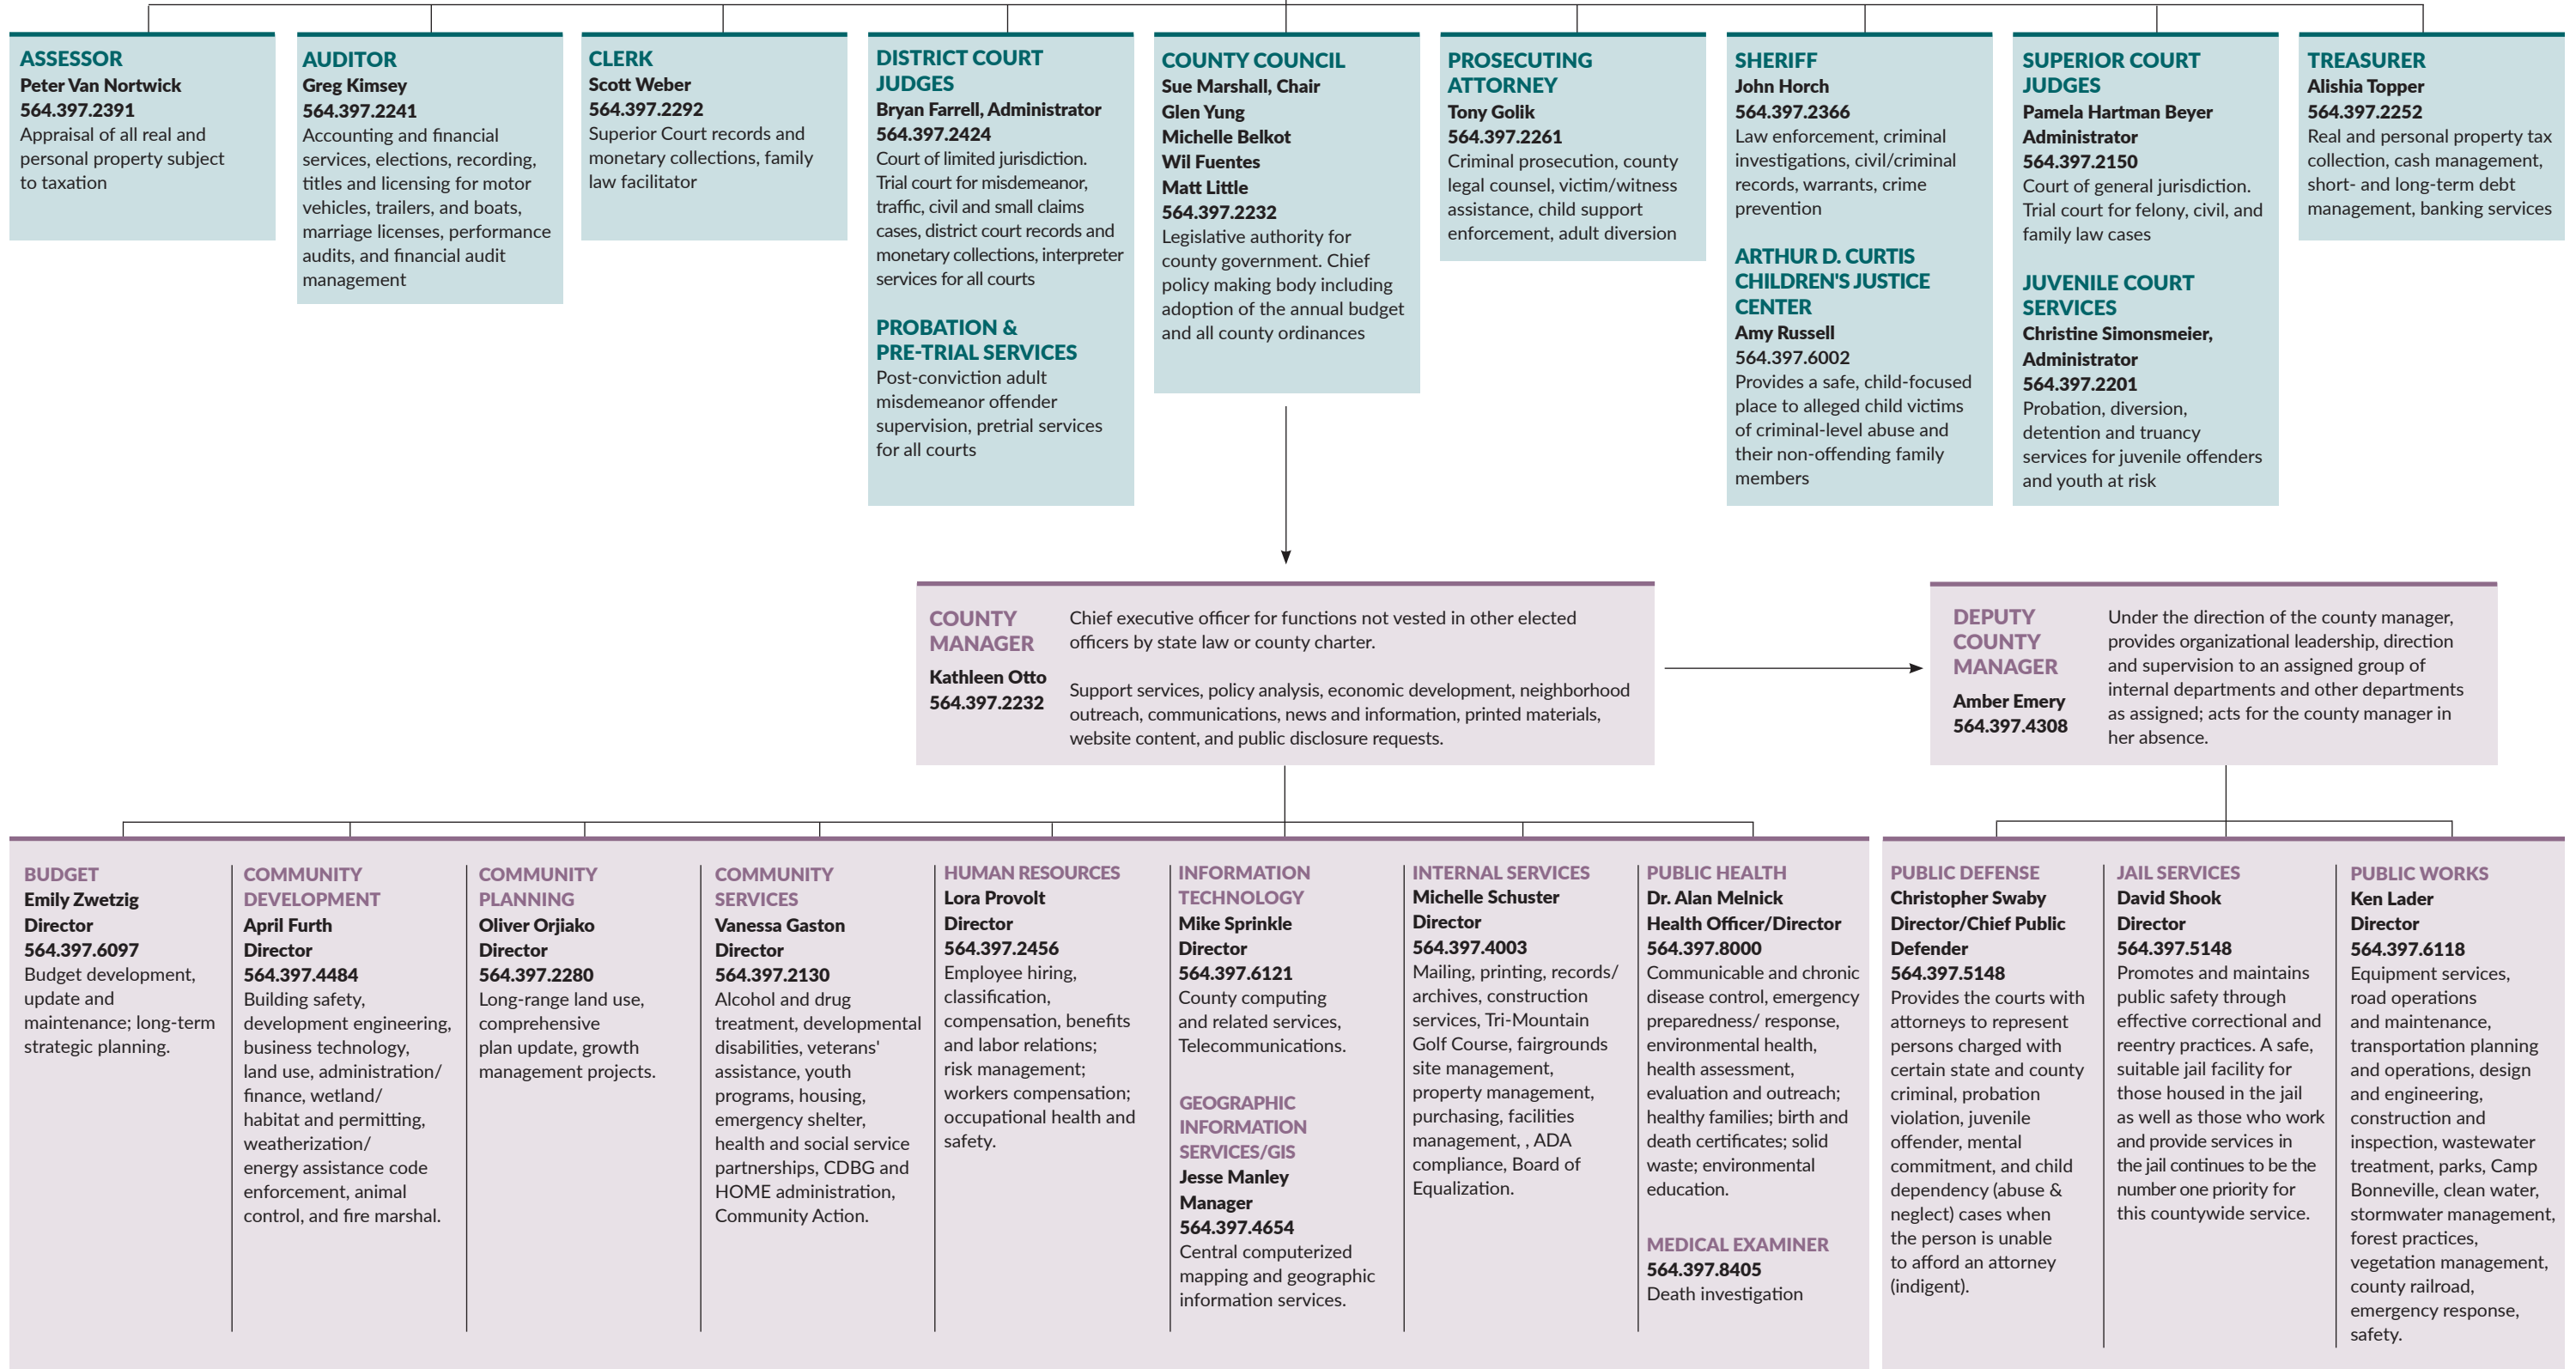 ASSESSOR
Peter Van Nortwick
564.397.2391
Appraisal of all real and
personal property subject
to taxation
AUDITOR
Greg Kimsey
564.397.2241
Accounting and financial
services, elections, recording,
titles and licensing for motor
vehicles, trailers, and boats,
marriage licenses, performance
audits, and financial audit
management
CLERK
Scott Weber
564.397.2292
Superior Court records and
monetary collections, family
law facilitator
DISTRICT COURT
JUDGES
Bryan Farrell, Administrator
564.397.2424
Court of limited jurisdiction.
Trial court for misdemeanor,
traffic, civil and small claims
cases, district court records and
monetary collections, interpreter
services for all courts
PROBATION &
PRE-TRIAL SERVICES
Post-conviction adult
misdemeanor offender
supervision, pretrial services
for all courts
COUNTY COUNCIL
Sue Marshall, Chair
Glen Yung
Michelle Belkot
Wil Fuentes
Matt Little
564.397.2232
Legislative authority for
county government. Chief
policy making body including
adoption of the annual budget
and all county ordinances
PROSECUTING
ATTORNEY
Tony Golik
564.397.2261
Criminal prosecution, county
legal counsel, victim/witness
assistance, child support
enforcement, adult diversion
SHERIFF
John Horch
564.397.2366
Law enforcement, criminal
investigations, civil/criminal
records, warrants, crime
prevention
ARTHUR D. CURTIS
CHILDREN'S JUSTICE
CENTER
Amy Russell
564.397.6002
Provides a safe, child-focused
place to alleged child victims
of criminal-level abuse and
their non-offending family
members
SUPERIOR COURT
JUDGES
Pamela Hartman Beyer
Administrator
564.397.2150
Court of general jurisdiction.
Trial court for felony, civil, and
family law cases
JUVENILE COURT
SERVICES
Christine Simonsmeier,
Administrator
564.397.2201
Probation, diversion,
detention and truancy
services for juvenile offenders
and youth at risk
TREASURER
Alishia Topper
564.397.2252
Real and personal property tax
collection, cash management,
short- and long-term debt
management, banking services
COUNTY
MANAGER
Kathleen Otto
564.397.2232
Chief executive officer for functions not vested in other elected
officers by state law or county charter.
Support services, policy analysis, economic development, neighborhood
outreach, communications, news and information, printed materials,
website content, and public disclosure requests.
DEPUTY
COUNTY
MANAGER
Amber Emery
564.397.4308
Under the direction of the county manager,
provides organizational leadership, direction
and supervision to an assigned group of
internal departments and other departments
as assigned; acts for the county manager in
her absence.
BUDGET
Emily Zwetzig
Director
564.397.6097
Budget development,
update and
maintenance; long-term
strategic planning.
COMMUNITY
DEVELOPMENT
April Furth
Director
564.397.4484
Building safety,
development engineering,
business technology,
land use, administration/
finance, wetland/
habitat and permitting,
weatherization/
energy assistance code
enforcement, animal
control, and fire marshal.
COMMUNITY
PLANNING
Oliver Orjiako
Director
564.397.2280
Long-range land use,
comprehensive
plan update, growth
management projects.
COMMUNITY
SERVICES
Vanessa Gaston
Director
564.397.2130
Alcohol and drug
treatment, developmental
disabilities, veterans'
assistance, youth
programs, housing,
emergency shelter,
health and social service
partnerships, CDBG and
HOME administration,
Community Action.
HUMAN RESOURCES
Lora Provolt
Director
564.397.2456
Employee hiring,
classification,
compensation, benefits
and labor relations;
risk management;
workers compensation;
occupational health and
safety.
INFORMATION
TECHNOLOGY
Mike Sprinkle
Director
564.397.6121
County computing
and related services,
Telecommunications.
GEOGRAPHIC
INFORMATION
SERVICES/GIS
Jesse Manley
Manager
564.397.4654
Central computerized
mapping and geographic
information services.
INTERNAL SERVICES
Michelle Schuster
Director
564.397.4003
Mailing, printing, records/
archives, construction
services, Tri-Mountain
Golf Course, fairgrounds
site management,
property management,
purchasing, facilities
management, , ADA
compliance, Board of
Equalization.
PUBLIC HEALTH
Dr. Alan Melnick
Health Officer/Director
564.397.8000
Communicable and chronic
disease control, emergency
preparedness/ response,
environmental health,
health assessment,
evaluation and outreach;
healthy families; birth and
death certificates; solid
waste; environmental
education.
MEDICAL EXAMINER
564.397.8405
Death investigation
PUBLIC DEFENSE
Christopher Swaby
Director/Chief Public
Defender
564.397.5148
Provides the courts with
attorneys to represent
persons charged with
certain state and county
criminal, probation
violation, juvenile
offender, mental
commitment, and child
dependency (abuse &
neglect) cases when
the person is unable
to afford an attorney
(indigent).
JAIL SERVICES
David Shook
Director
564.397.5148
Promotes and maintains
public safety through
effective correctional and
reentry practices. A safe,
suitable jail facility for
those housed in the jail
as well as those who work
and provide services in
the jail continues to be the
number one priority for
this countywide service.
PUBLIC WORKS
Ken Lader
Director
564.397.6118
Equipment services,
road operations
and maintenance,
transportation planning
and operations, design
and engineering,
construction and
inspection, wastewater
treatment, parks, Camp
Bonneville, clean water,
stormwater management,
forest practices,
vegetation management,
county railroad,
emergency response,
safety.